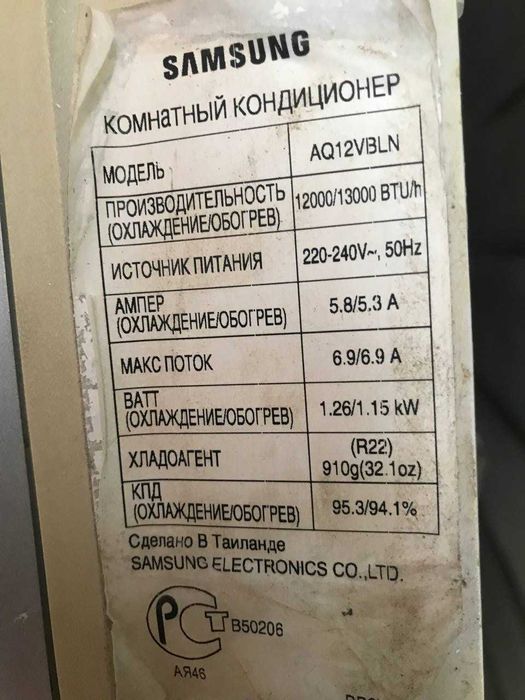 SAMSUNG
КОМНАТНЫЙ КОНДИЦИОНЕР
МОДЕЛЬ AQ12VBLN
ПРОИЗВОДИТЕЛЬНОСТЬ
(ОХЛАЖДЕНИЕ/ОБОГРЕВ) 12000/13000 BTU/h
ИСТОЧНИК ПИТАНИЯ 220-240V~, 50Hz
АМПЕР
(ОХЛАЖДЕНИЕ/ОБОГРЕВ) 5.8/5.3 A
МАКС ПОТОК 6.9/6.9 A
ВАТТ
(ОХЛАЖДЕНИЕ/ОБОГРЕВ) 1.26/1.15 kW
ХЛАДОАГЕНТ (R22)
910g(32.1oz)
КПД
(ОХЛАЖДЕНИЕ/ОБОГРЕВ) 95.3/94.1%
Сделано В Таиланде
SAMSUNG ELECTRONICS CO.,LTD.
РСТ B50206
АЯ46